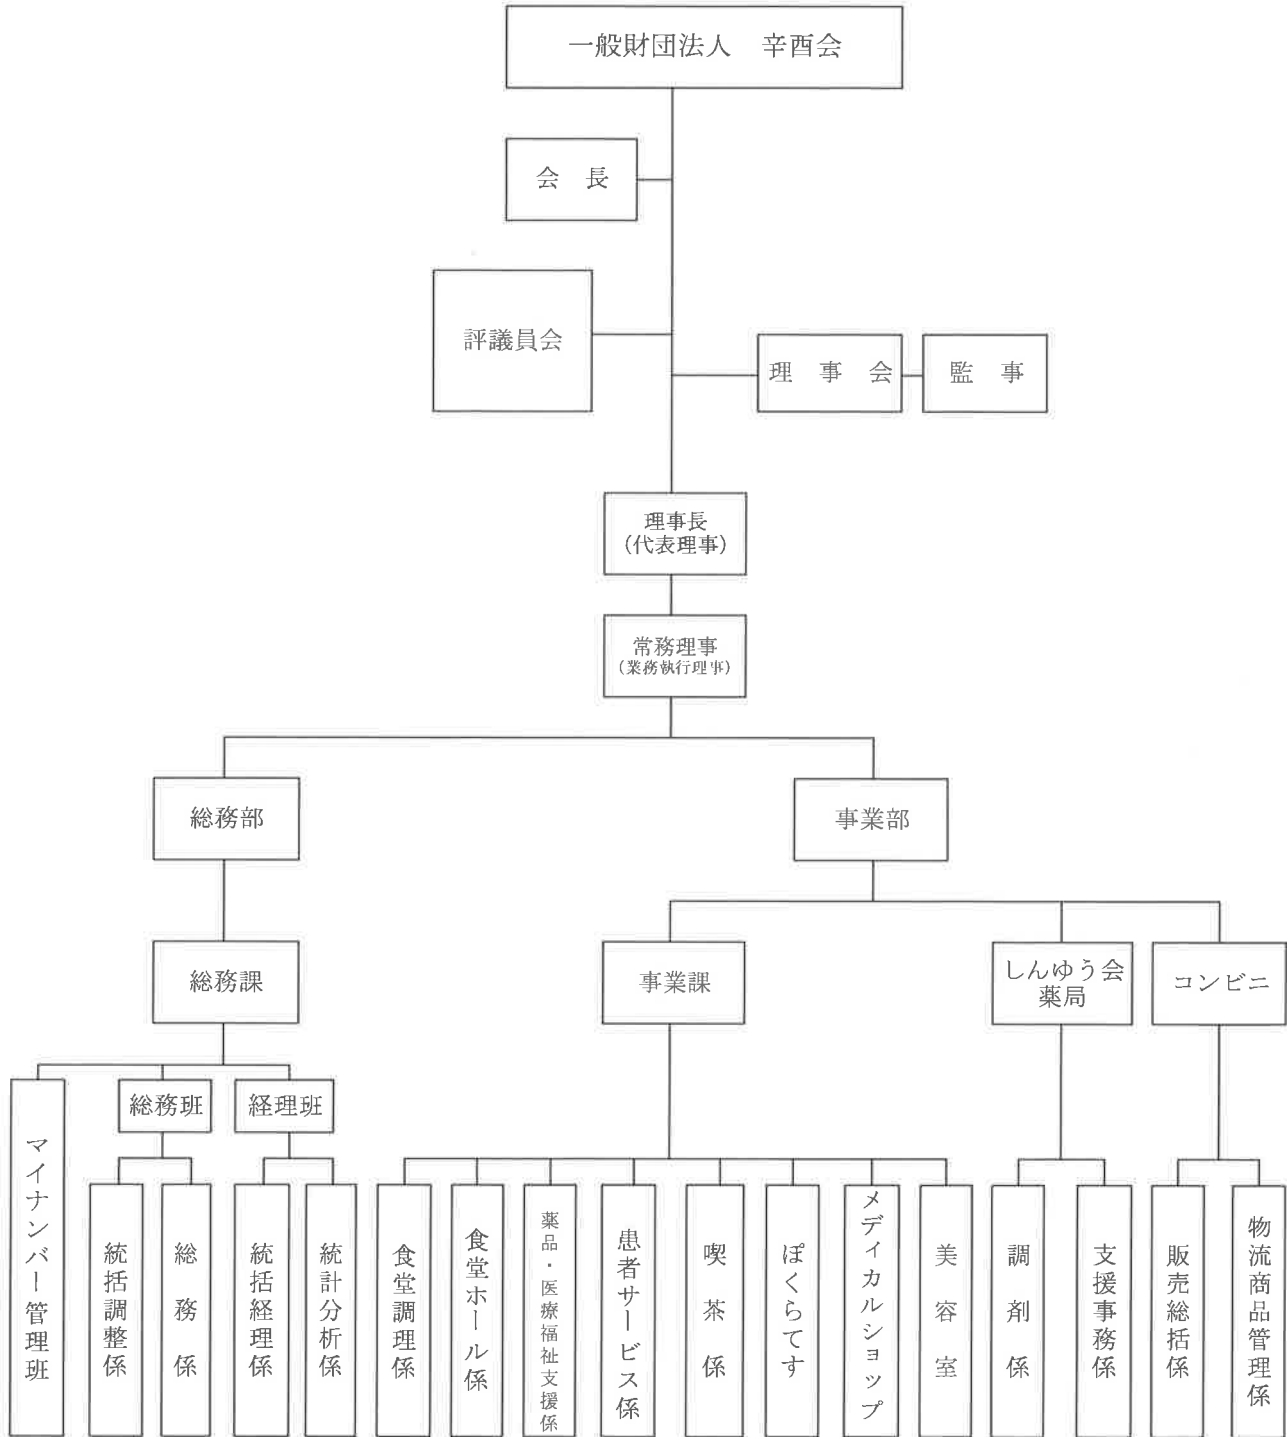 一般財団法人　辛酉会
会　長
評議員会
理　事　会
監　事
理事長
（代表理事）
常務理事
（業務執行理事）
総務部
事業部
総務課
事業課
しんゆう会
薬局
コンビニ
総務班
経理班
マイナンバー管理班
統括調整係
総務係
統括経理係
統計分析係
食堂調理係
食堂ホール係
薬品・医療福祉支援係
患者サービス係
喫茶係
ぽくらてす
メディカルショップ
美容室
調剤係
支援事務係
販売総括係
物流商品管理係